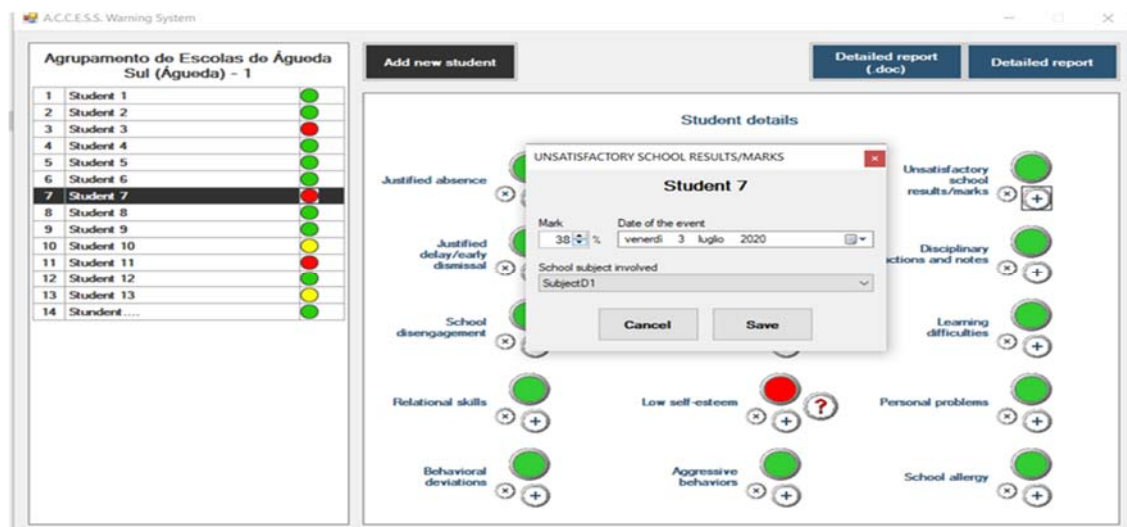 A.C.C.E.S.S. Warning System
Agrupamento de Escolas de Águeda
Sul (Águeda) - 1
1 Student 1
2 Student 2
3 Student 3
4 Student 4
5 Student 5
6 Student 6
7 Student 7
8 Student 8
9 Student 9
10 Student 10
11 Student 11
12 Student 12
13 Student 13
14 Stundent....
Add new student
Detailed report
(.doc)
Detailed report
Student details
Justified absence
Unsatisfactory
school
results/marks
Justified
delay/early
dismissal
Disciplinary
ctions and notes
School
disengagement
Learning
difficulties
Relational skills
Low self-esteem
?
Personal problems
Behavioral
deviations
Aggressive
behaviors
School allergy
UNSATISFACTORY SCHOOL RESULTS/MARKS
Student 7
Mark
Date of the event
38 %
venerdì 3 luglio 2020
School subject involved
SubjectD1
Cancel
Save